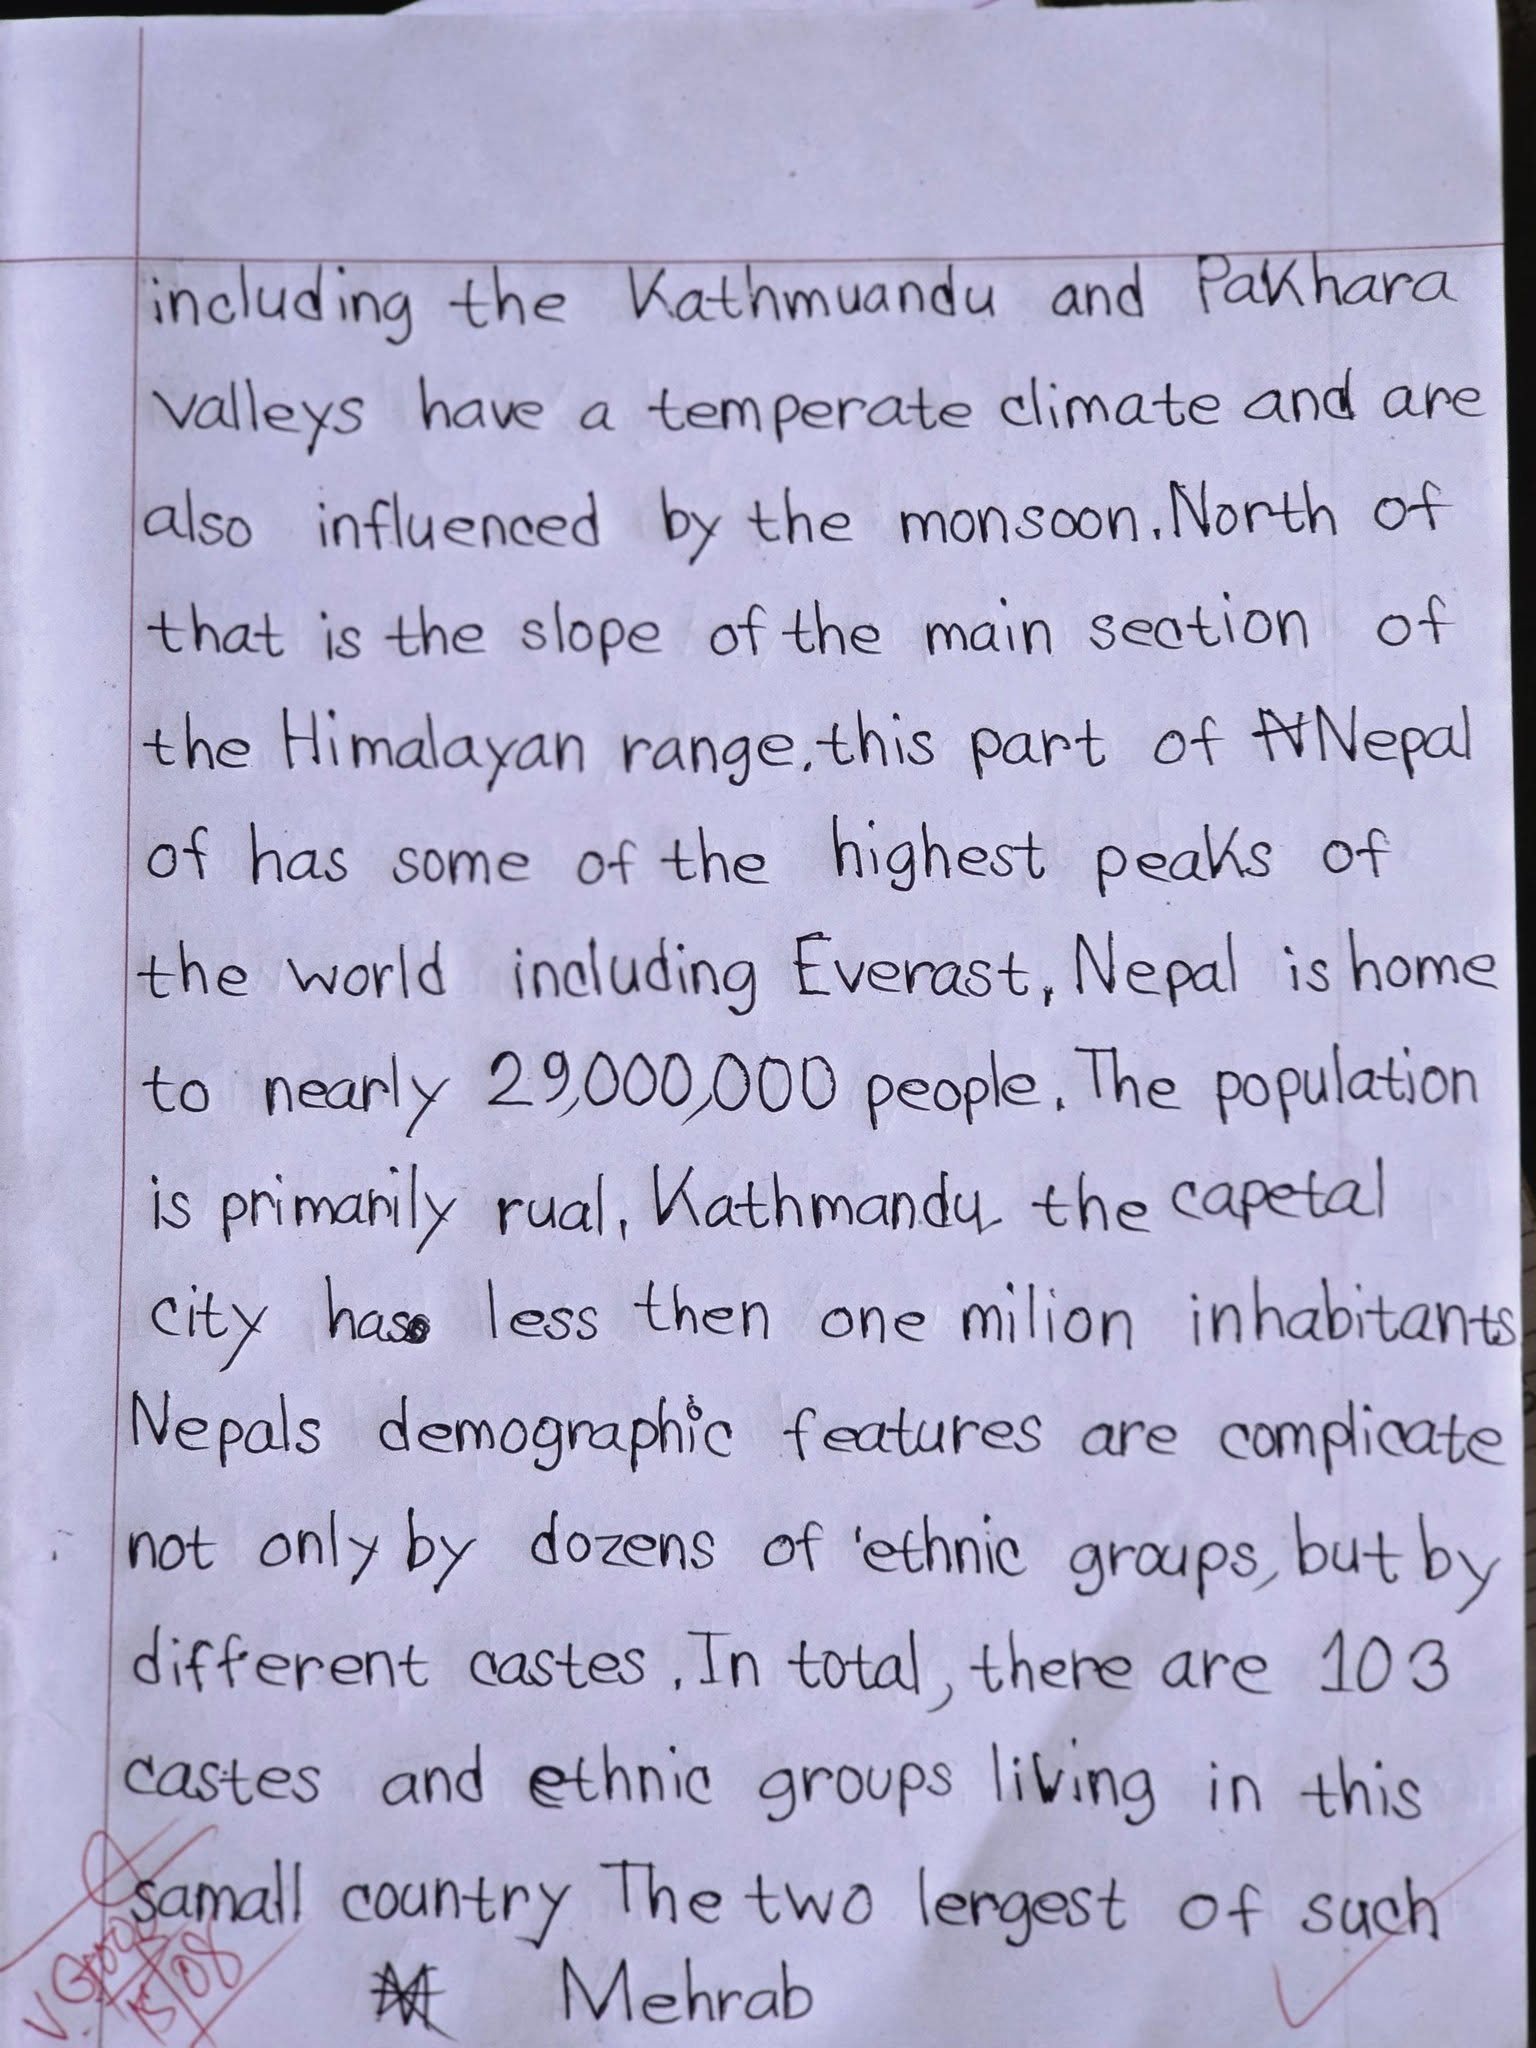 including the Kathmuandu and Pakhara
valleys have a temperate climate and are
also influenced by the monsoon. North of
that is the slope of the main section of
the Himalayan range. this part of Nepal
of has some of the highest peaks of
the world including Everast, Nepal is home
to nearly 29,000,000 people. The population
is primarily rual, Kathmandu the capetal
city has less then one milion inhabitants
Nepals demographic features are complicate
not only by dozens of 'ethnic groups, but by
different castes. In total, there are 103
castes and ethnic groups living in this
samall country The two lergest of such
Mehrab
V. Good
15/08